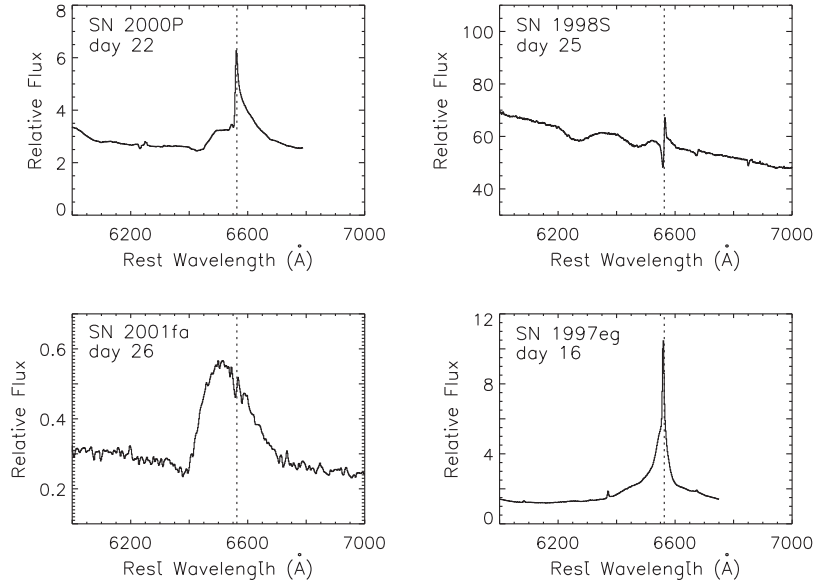 SN 2000P
day 22
8
6
4
2
0
Relative Flux
6200 6600 7000
Rest Wavelength (Å)
SN 1998S
day 25
100
80
60
40
Relative Flux
6200 6600 7000
Rest Wavelength (Å)
SN 2001fa
day 26
0.6
0.4
0.2
Relative Flux
6200 6600 7000
Rest Wavelength (Å)
SN 1997eg
day 16
12
8
4
0
Relative Flux
6200 6600 7000
Rest Wavelength (Å)